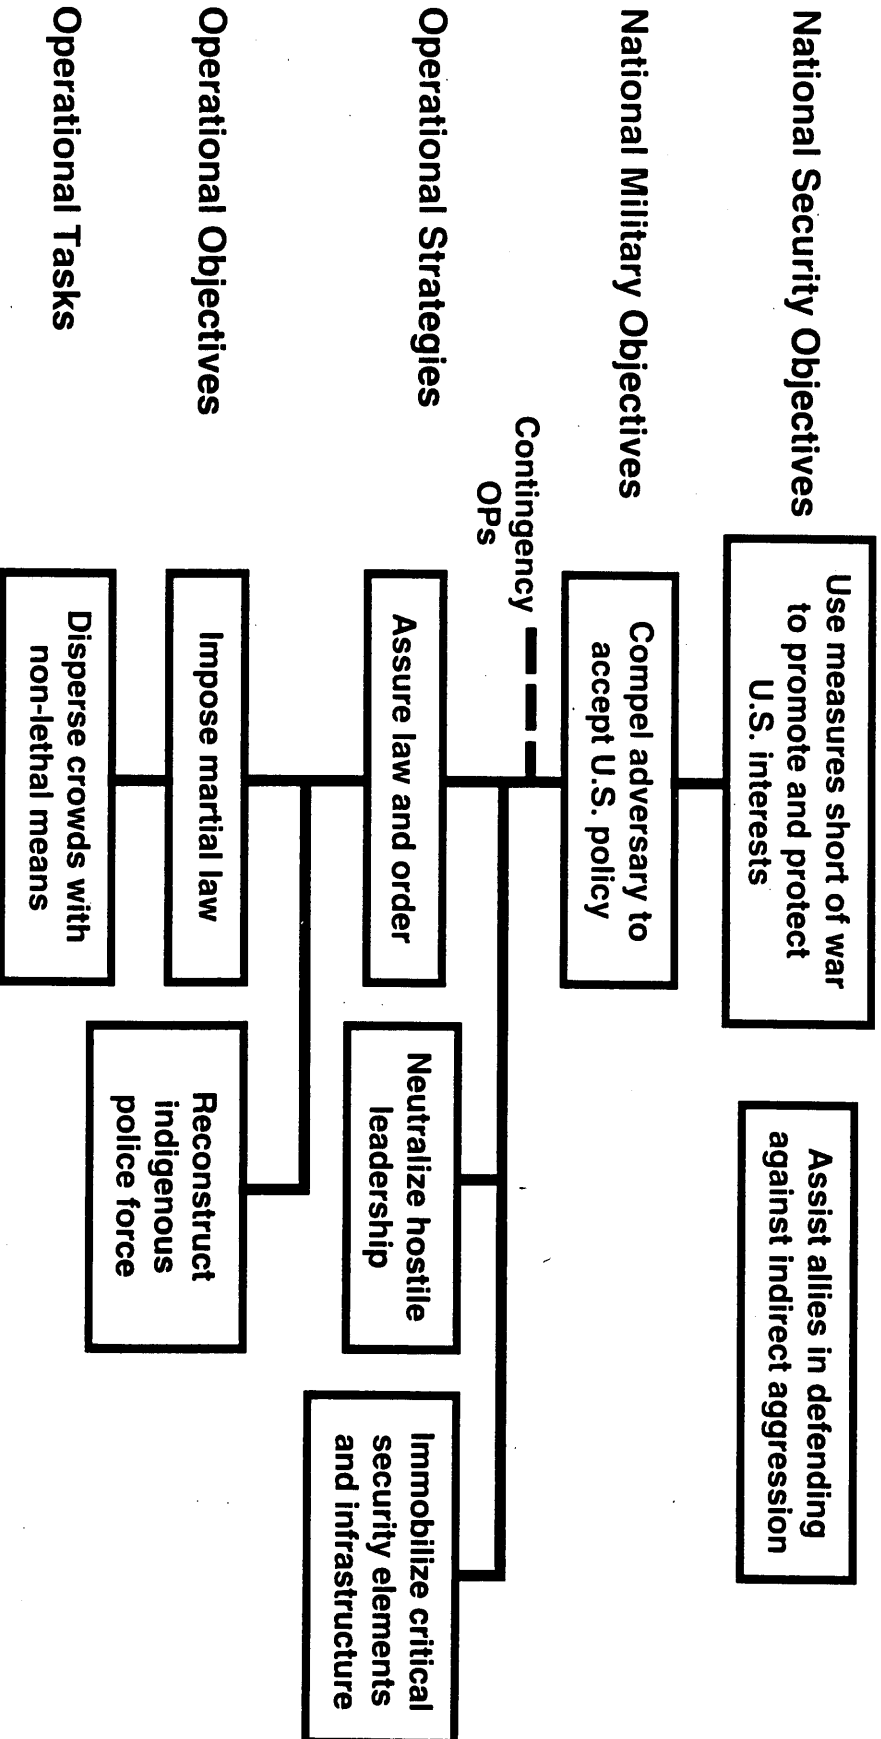 National Security Objectives
Use measures short of war
to promote and protect
U.S. interests
Assist allies in defending
against indirect aggression
National Military Objectives
Compel adversary to
accept U.S. policy
Contingency
OPs
Operational Strategies
Assure law and order
Neutralize hostile
leadership
Immobilize critical
security elements
and infrastructure
Operational Objectives
Impose martial law
Reconstruct
indigenous
police force
Operational Tasks
Disperse crowds with
non-lethal means